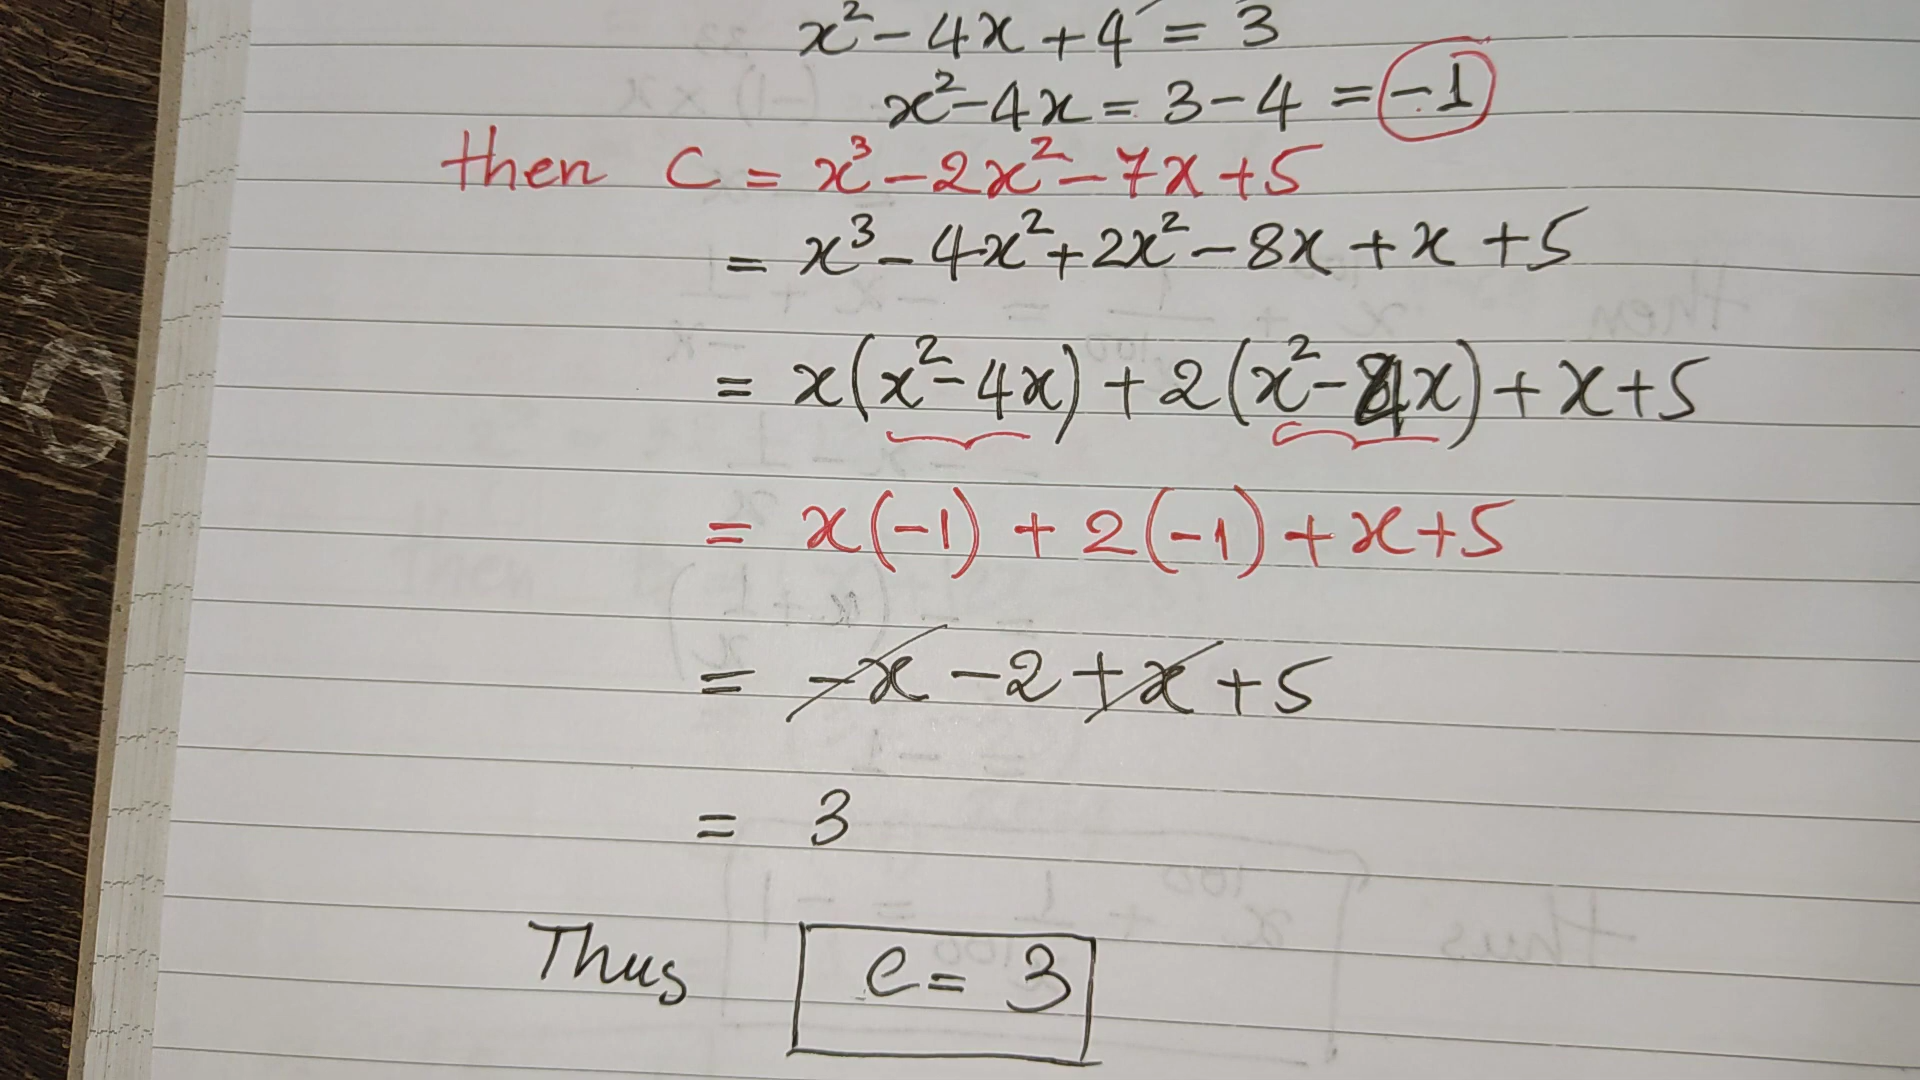 x² - 4x + 4 = 3
x² - 4x = 3 - 4 = -1
then C = x³ - 2x² - 7x + 5
= x³ - 4x² + 2x² - 8x + x + 5
= x(x² - 4x) + 2(x² - 4x) + x + 5
= x(-1) + 2(-1) + x + 5
= -x - 2 + x + 5
= 3
Thus C = 3